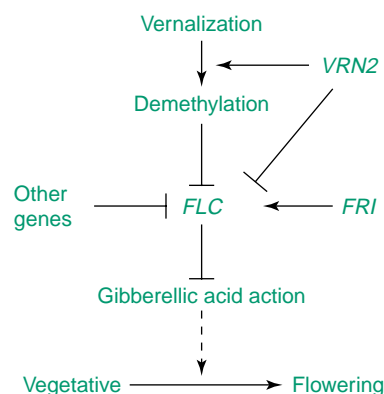 Vernalization
VRN2
Demethylation
Other
genes
FLC
FRI
Gibberellic acid action
Vegetative
Flowering